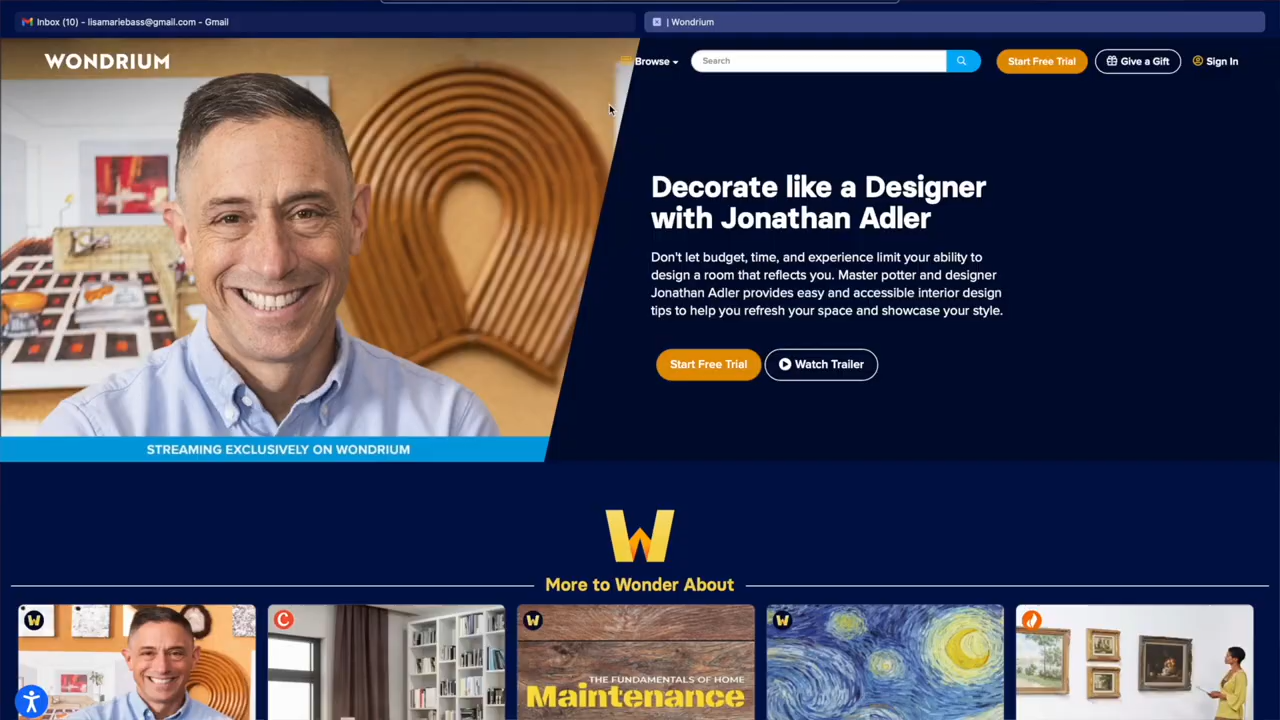 Inbox (10) - lisamariebass@gmail.com - Gmail
| Wondrium
WONDRIUM
Browse
Search
Start Free Trial
Give a Gift
Sign In
Decorate like a Designer
with Jonathan Adler
Don't let budget, time, and experience limit your ability to
design a room that reflects you. Master potter and designer
Jonathan Adler provides easy and accessible interior design
tips to help you refresh your space and showcase your style.
Start Free Trial
Watch Trailer
STREAMING EXCLUSIVELY ON WONDRIUM
W
More to Wonder About
W
C
W
THE FUNDAMENTALS OF HOME
Maintenance
W